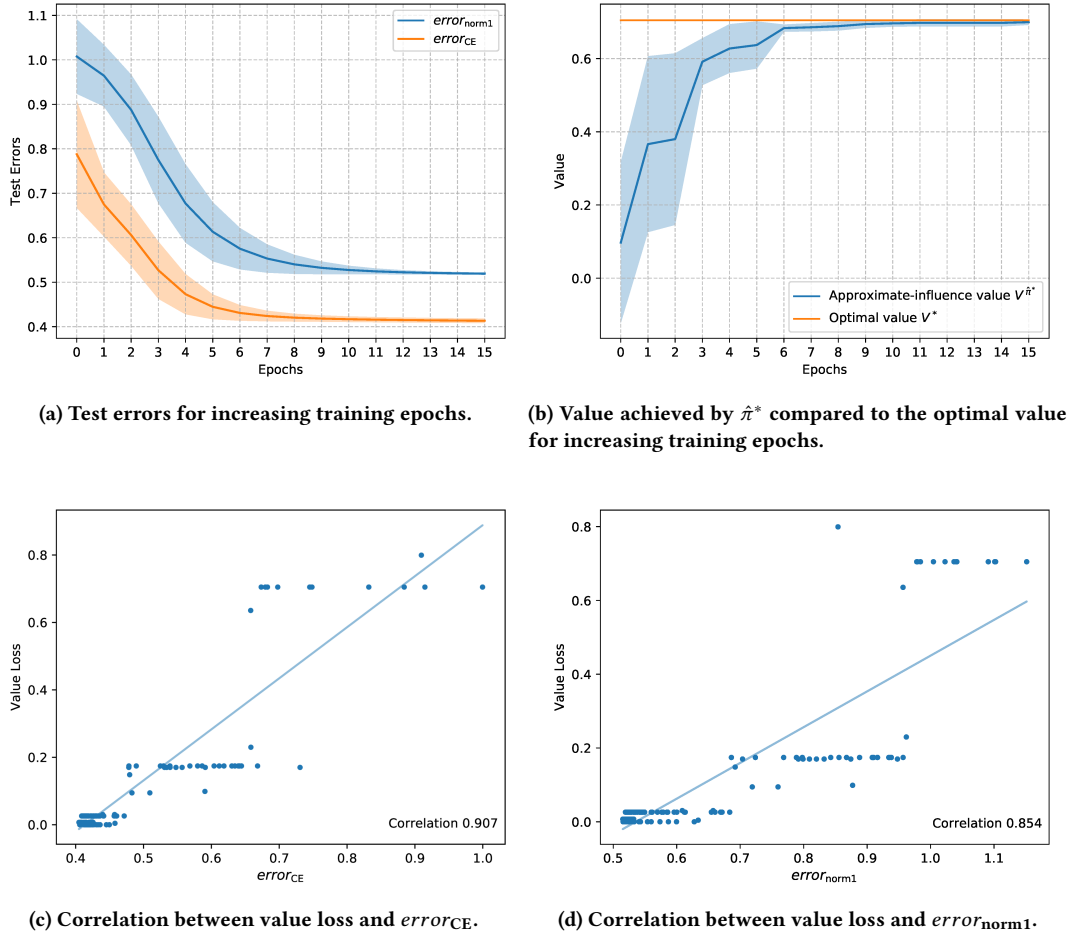 error_norm1
error_CE
1.1
1.0
0.9
0.8
0.7
0.6
0.5
0.4
Test Errors
0 1 2 3 4 5 6 7 8 9 10 11 12 13 14 15
Epochs
(a) Test errors for increasing training epochs.
0.6
0.4
0.2
0.0
Value
Approximate-influence value V^π̂*
Optimal value V*
0 1 2 3 4 5 6 7 8 9 10 11 12 13 14 15
Epochs
(b) Value achieved by π̂* compared to the optimal value
for increasing training epochs.
0.8
0.6
0.4
0.2
0.0
Value Loss
Correlation 0.907
0.4 0.5 0.6 0.7 0.8 0.9 1.0
error_CE
(c) Correlation between value loss and error_CE.
0.8
0.6
0.4
0.2
0.0
Value Loss
Correlation 0.854
0.5 0.6 0.7 0.8 0.9 1.0 1.1
error_norm1
(d) Correlation between value loss and error_norm1.